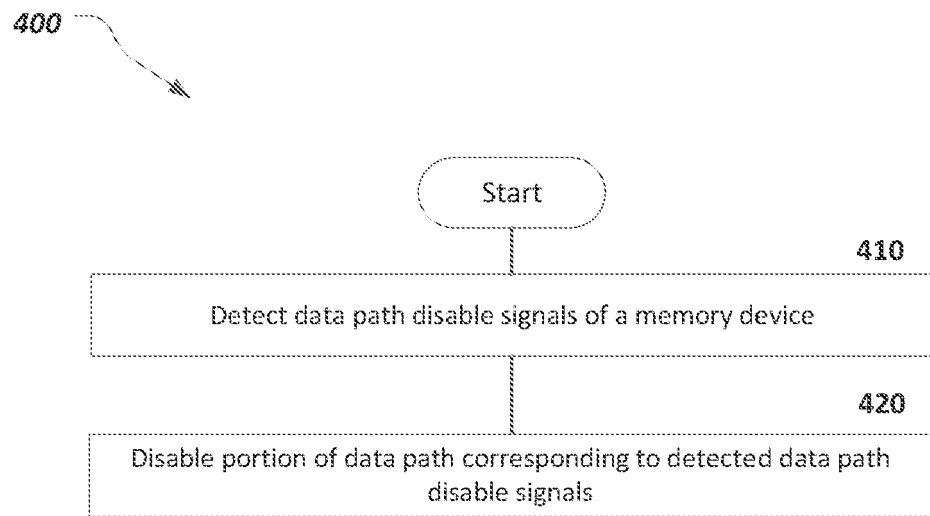 400
Start
410
Detect data path disable signals of a memory device
420
Disable portion of data path corresponding to detected data path
disable signals